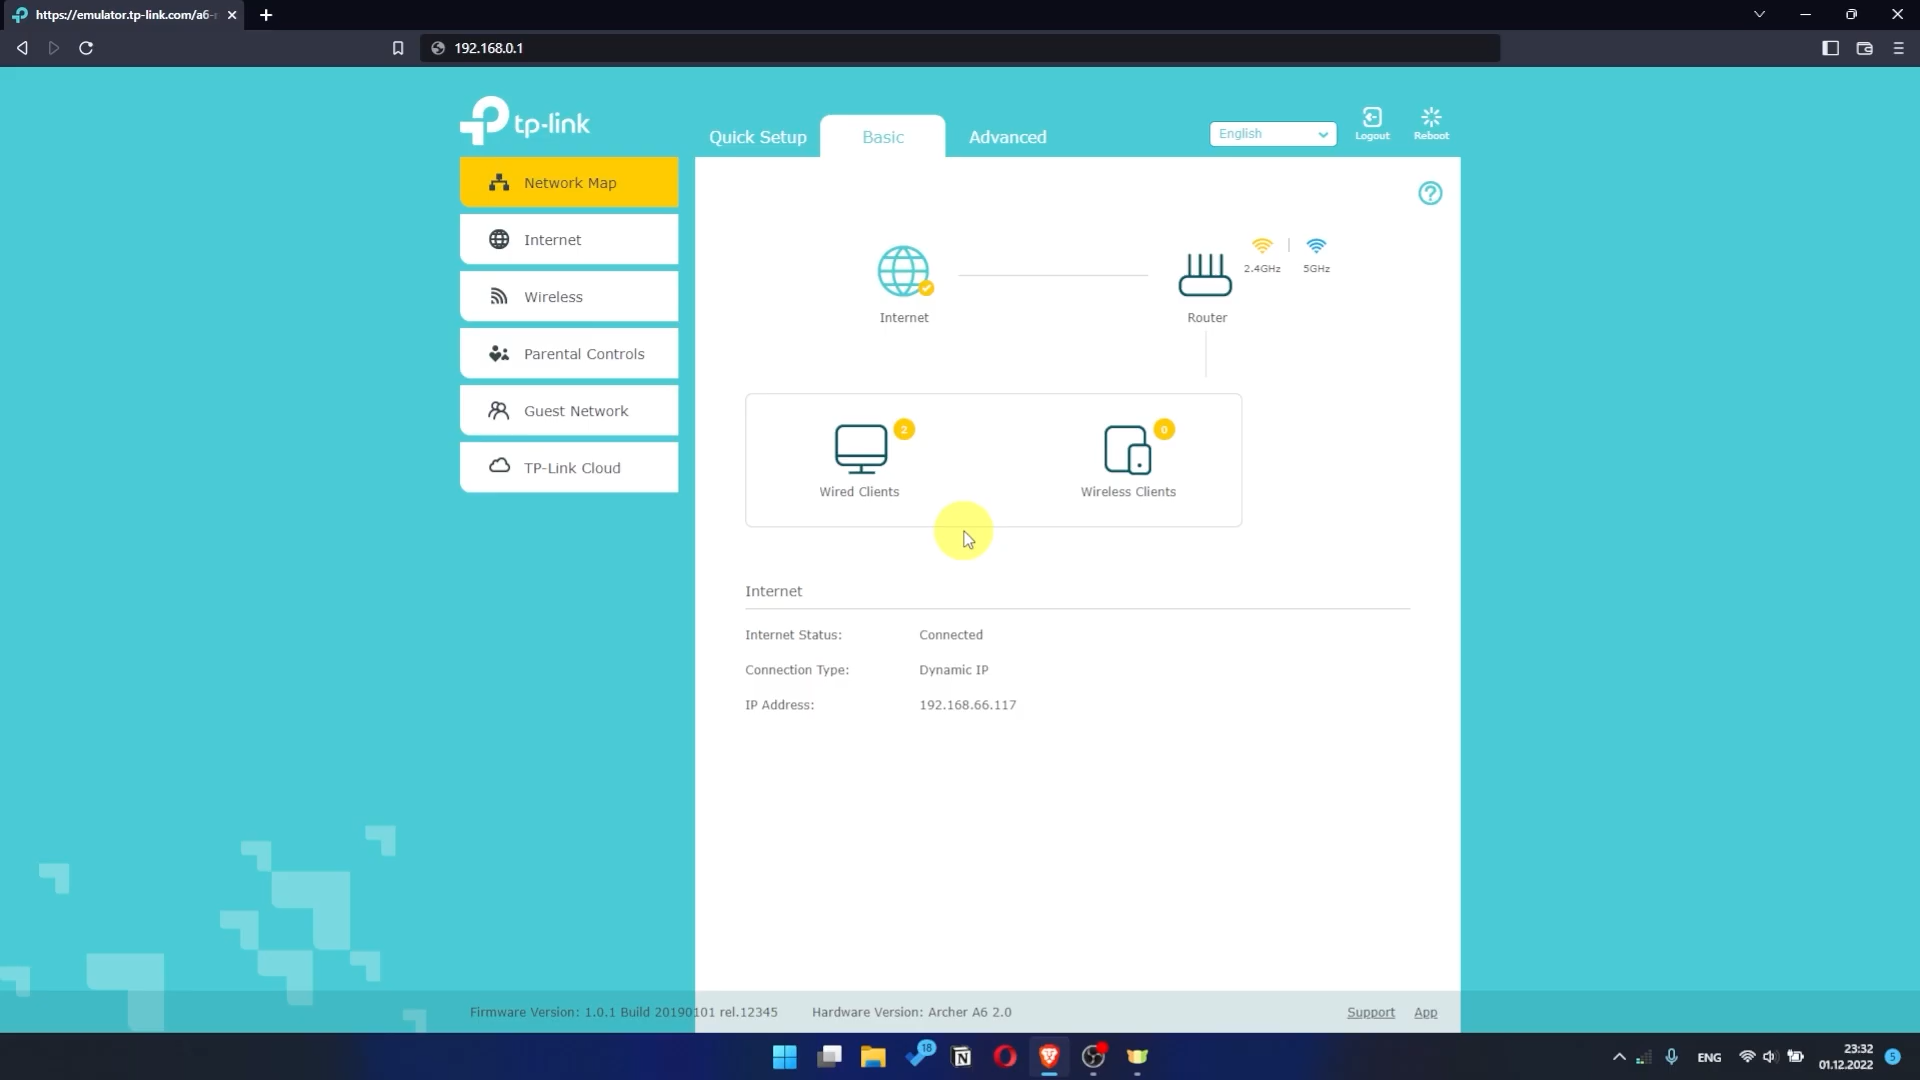 https://emulator.tp-link.com/a6-
192.168.0.1
tp-link
Quick Setup
Basic
Advanced
English
Logout
Reboot
Network Map
Internet
Wireless
Parental Controls
Guest Network
TP-Link Cloud
2.4GHz
5GHz
Internet
Router
2
0
Wired Clients
Wireless Clients
Internet
Internet Status: Connected
Connection Type: Dynamic IP
IP Address: 192.168.66.117
Firmware Version: 1.0.1 Build 20190101 rel.12345 Hardware Version: Archer A6 2.0 Support App
18
ENG
23:32
01.12.2022
5